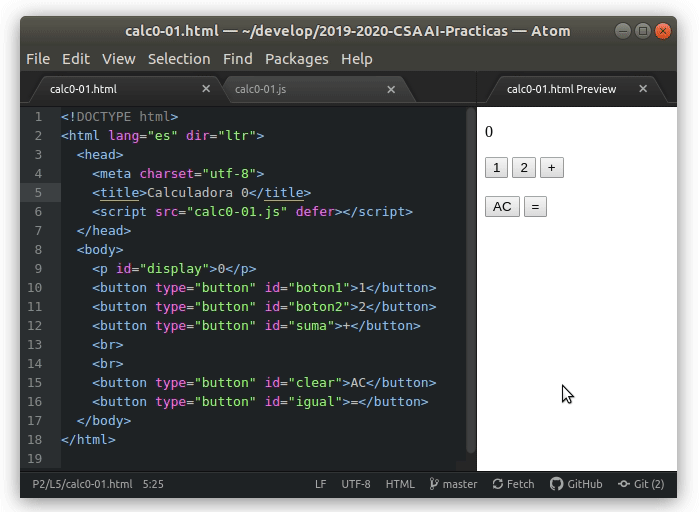 calc0-01.html — ~/develop/2019-2020-CSAAI-Practicas — Atom
File Edit View Selection Find Packages Help
calc0-01.html calc0-01.js calc0-01.html Preview
1 <!DOCTYPE html>
2 <html lang="es" dir="ltr">
3 <head>
4 <meta charset="utf-8">
5 <title>Calculadora 0</title>
6 <script src="calc0-01.js" defer></script>
7 </head>
8 <body>
9 <p id="display">0</p>
10 <button type="button" id="boton1">1</button>
11 <button type="button" id="boton2">2</button>
12 <button type="button" id="suma">+</button>
13 <br>
14 <br>
15 <button type="button" id="clear">AC</button>
16 <button type="button" id="igual">=</button>
17 </body>
18 </html>
19
0
1 2 +
AC =
P2/L5/calc0-01.html 5:25 LF UTF-8 HTML master Fetch GitHub Git (2)